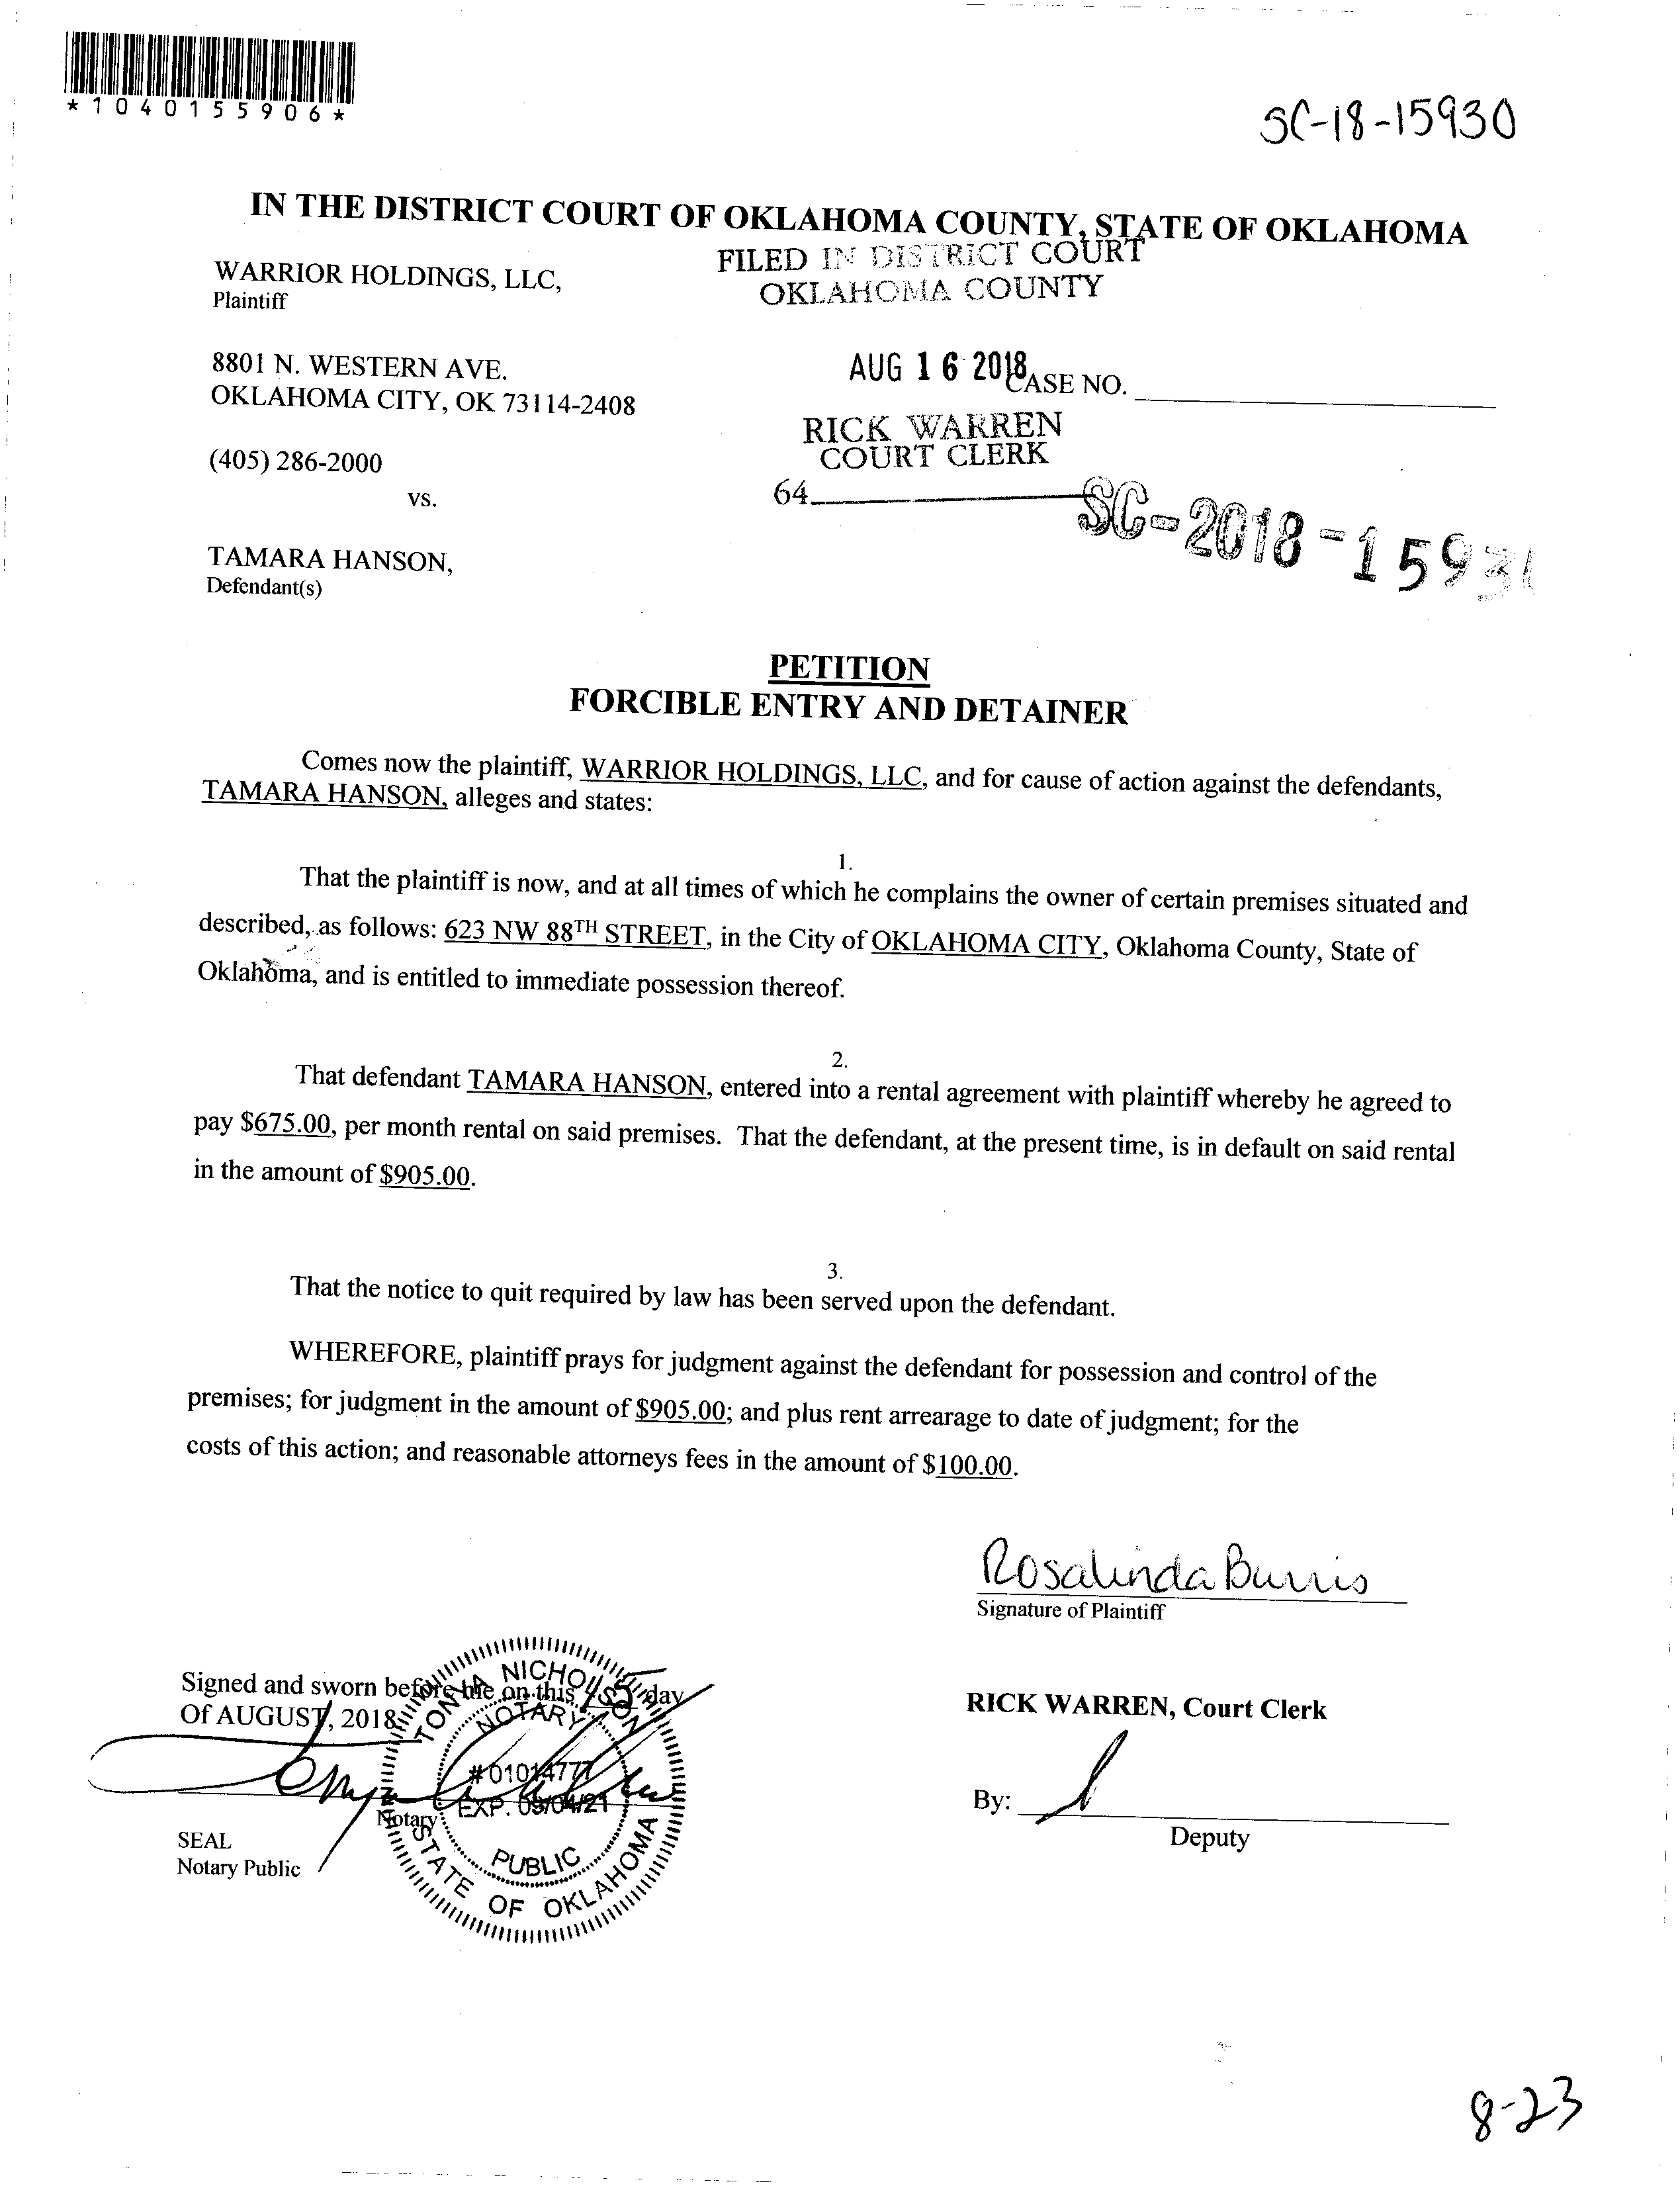 *1040155906*
SC-18-15930
IN THE DISTRICT COURT OF OKLAHOMA COUNTY, STATE OF OKLAHOMA
FILED IN DISTRICT COURT
OKLAHOMA COUNTY
WARRIOR HOLDINGS, LLC,
Plaintiff
8801 N. WESTERN AVE.
OKLAHOMA CITY, OK 73114-2408
AUG 16 2018
CASE NO.
RICK WARREN
COURT CLERK
(405) 286-2000
64
vs.
SC-2018-1593
TAMARA HANSON,
Defendant(s)
PETITION
FORCIBLE ENTRY AND DETAINER
Comes now the plaintiff, WARRIOR HOLDINGS, LLC, and for cause of action against the defendants,
TAMARA HANSON, alleges and states:
1.
That the plaintiff is now, and at all times of which he complains the owner of certain premises situated and
described, as follows: 623 NW 88TH STREET, in the City of OKLAHOMA CITY, Oklahoma County, State of
Oklahoma, and is entitled to immediate possession thereof.
2.
That defendant TAMARA HANSON, entered into a rental agreement with plaintiff whereby he agreed to
pay $675.00, per month rental on said premises. That the defendant, at the present time, is in default on said rental
in the amount of $905.00.
3.
That the notice to quit required by law has been served upon the defendant.
WHEREFORE, plaintiff prays for judgment against the defendant for possession and control of the
premises; for judgment in the amount of $905.00; and plus rent arrearage to date of judgment; for the
costs of this action; and reasonable attorneys fees in the amount of $100.00.
Rosalinda Burris
Signature of Plaintiff
Signed and sworn before me on this 15 day
Of AUGUST, 2018
TONYA NICHOLSON
NOTARY
#01014777
EXP. 09/04/21
PUBLIC
STATE OF OKLAHOMA
Notary
SEAL
Notary Public
RICK WARREN, Court Clerk
By:
Deputy
8-23